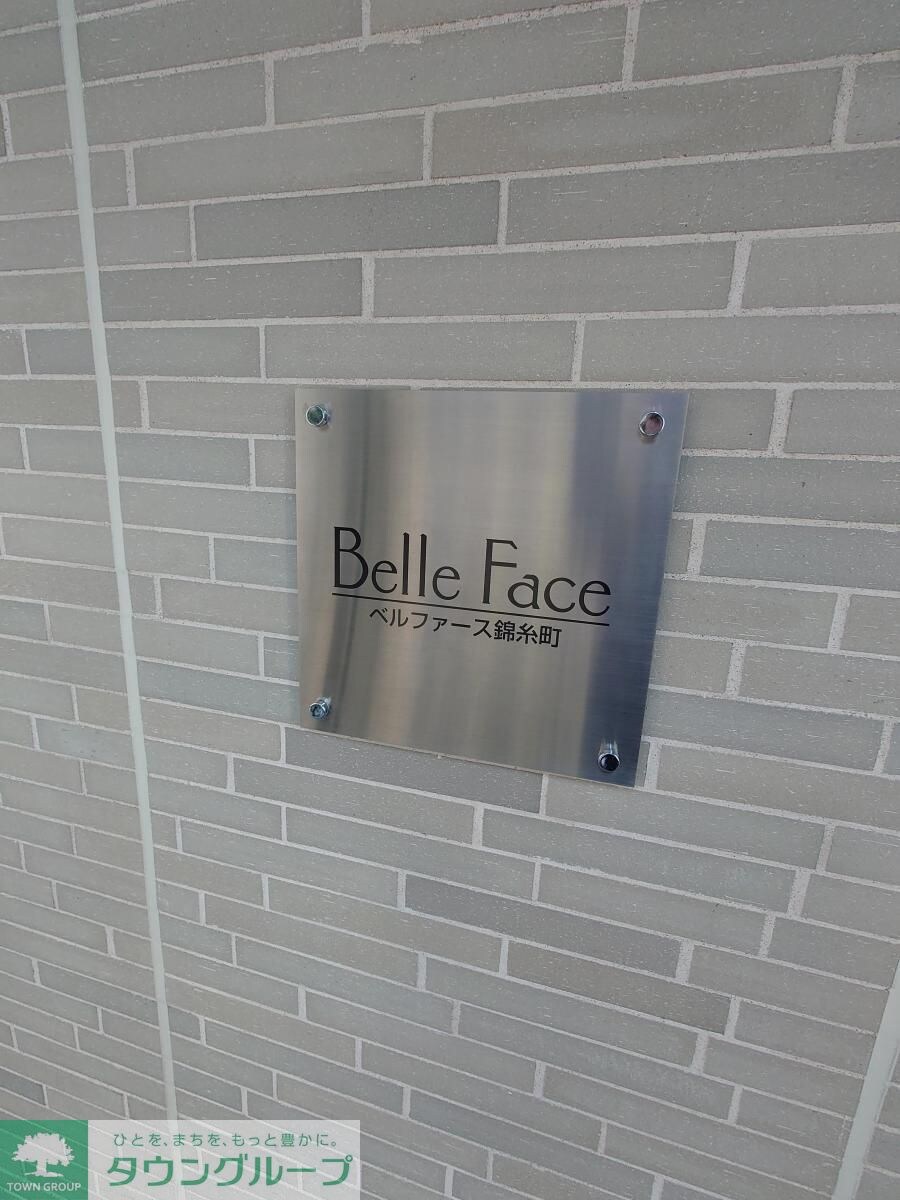 Belle Face
ベルファース錦糸町
ひとを、まちを、もっと豊かに。
タウングループ
TOWN GROUP